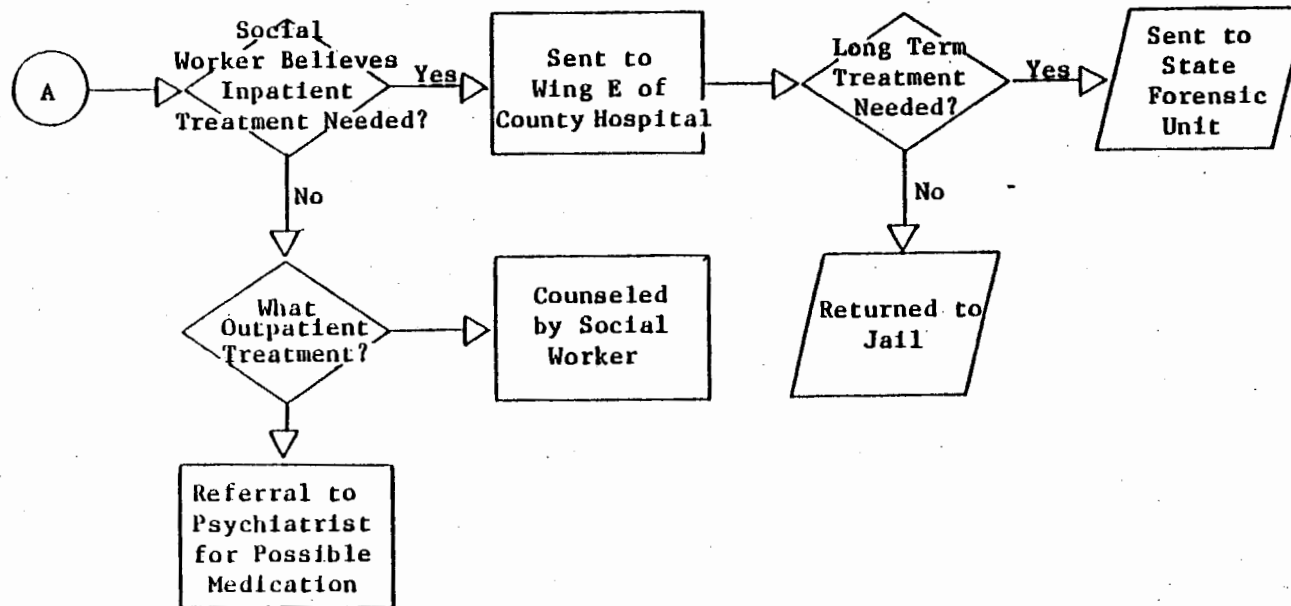 A
Social
Worker Believes
Inpatient
Treatment Needed?
Yes
Sent to
Wing E of
County Hospital
Long Term
Treatment
Needed?
Yes
Sent to
State
Forensic
Unit
No
No
What
Outpatient
Treatment?
Counseled
by Social
Worker
Returned to
Jail
Referral to
Psychiatrist
for Possible
Medication